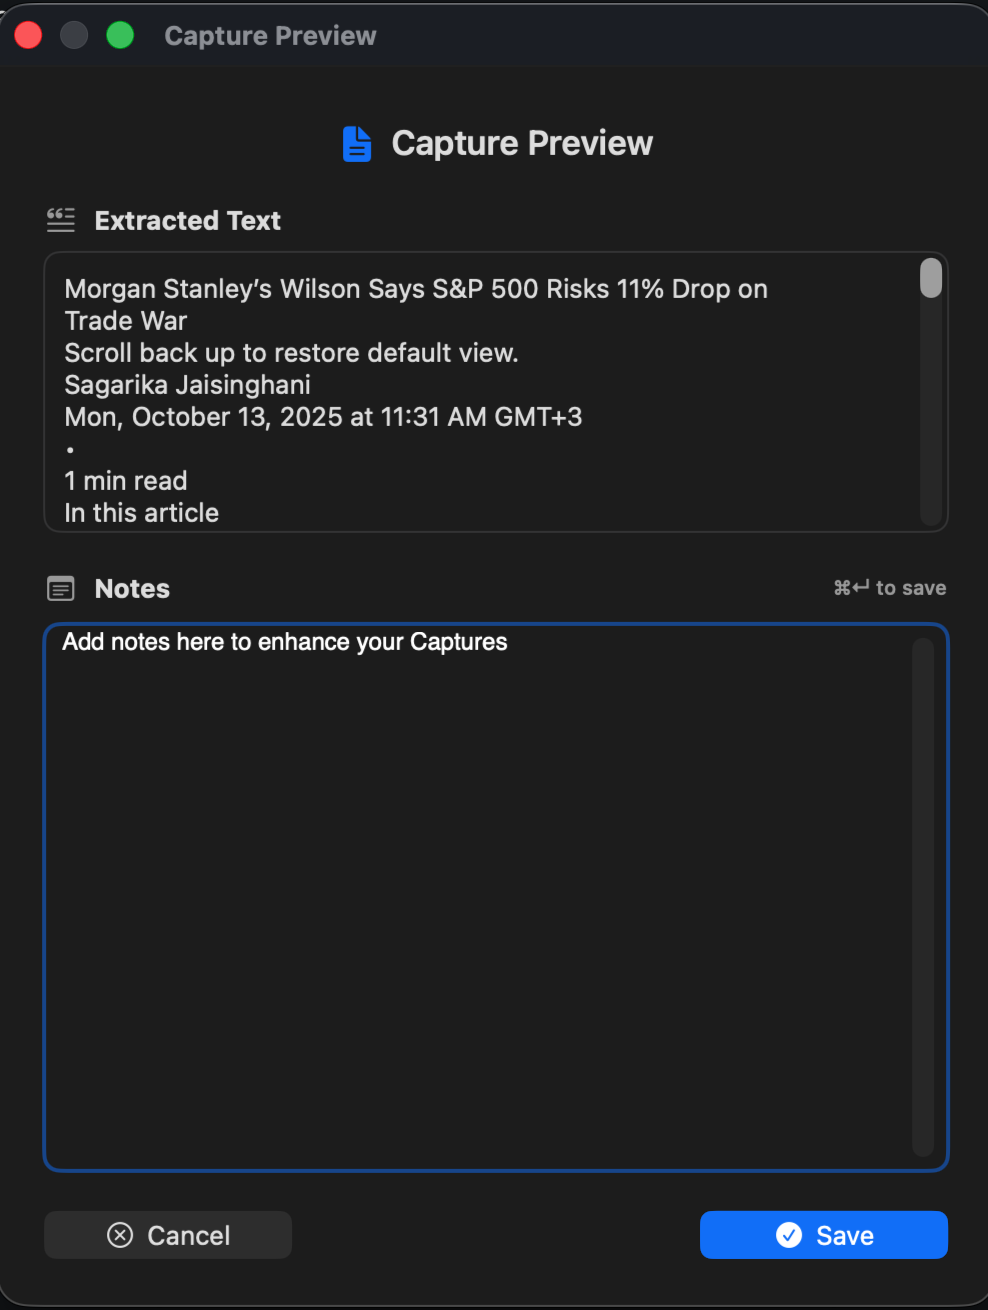 Capture Preview
Capture Preview
Extracted Text
Morgan Stanley’s Wilson Says S&P 500 Risks 11% Drop on
Trade War
Scroll back up to restore default view.
Sagarika Jaisinghani
Mon, October 13, 2025 at 11:31 AM GMT+3
•
1 min read
In this article
Notes
⌘↵ to save
Add notes here to enhance your Captures
Cancel
Save